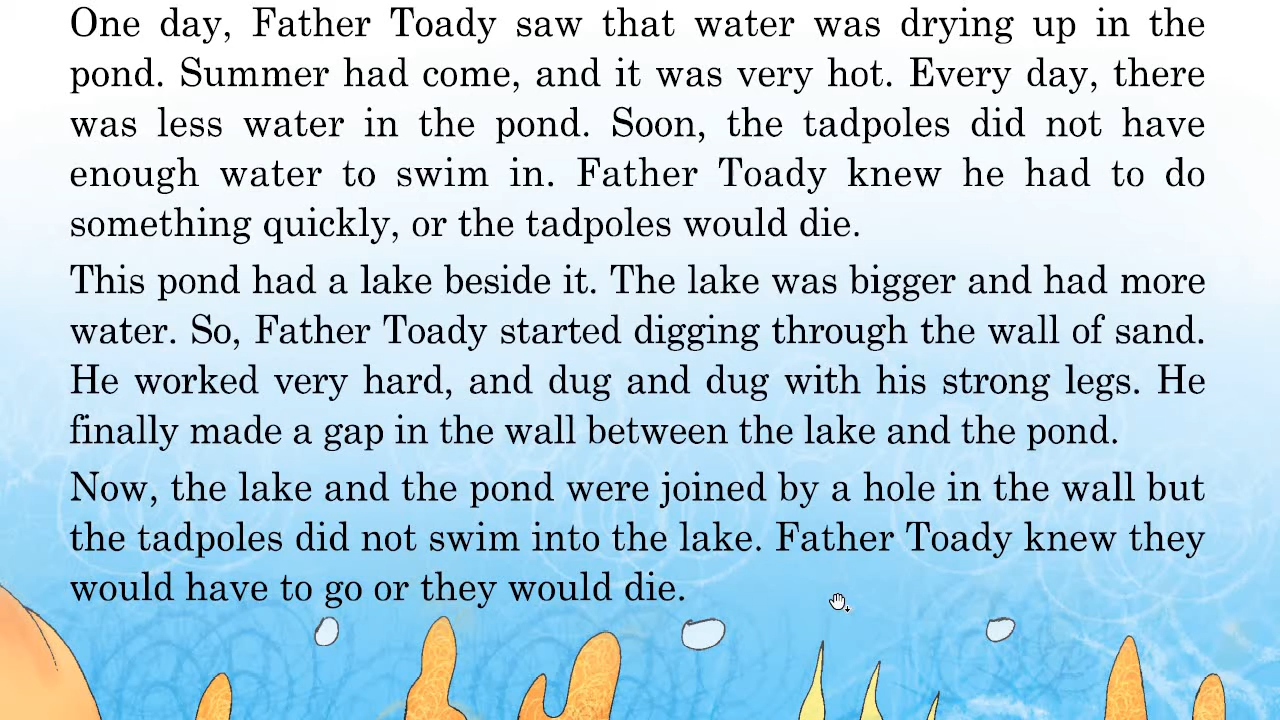 One day, Father Toady saw that water was drying up in the
pond. Summer had come, and it was very hot. Every day, there
was less water in the pond. Soon, the tadpoles did not have
enough water to swim in. Father Toady knew he had to do
something quickly, or the tadpoles would die.
This pond had a lake beside it. The lake was bigger and had more
water. So, Father Toady started digging through the wall of sand.
He worked very hard, and dug and dug with his strong legs. He
finally made a gap in the wall between the lake and the pond.
Now, the lake and the pond were joined by a hole in the wall but
the tadpoles did not swim into the lake. Father Toady knew they
would have to go or they would die.